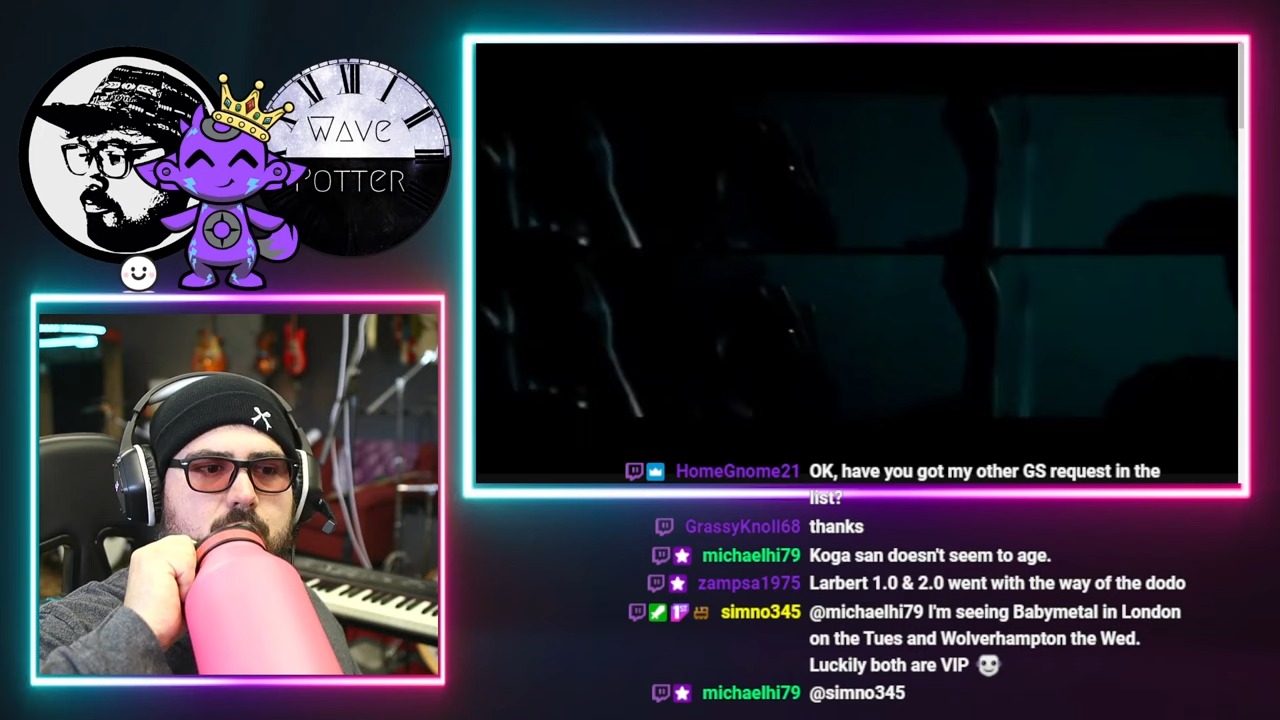 WAVE
POTTER
HomeGnome21 OK, have you got my other GS request in the
list?
GrassyKnoll68 thanks
michaelhi79 Koga san doesn't seem to age.
zampsa1975 Larbert 1.0 & 2.0 went with the way of the dodo
simno345 @michaelhi79 I'm seeing Babymetal in London
on the Tues and Wolverhampton the Wed.
Luckily both are VIP
michaelhi79 @simno345